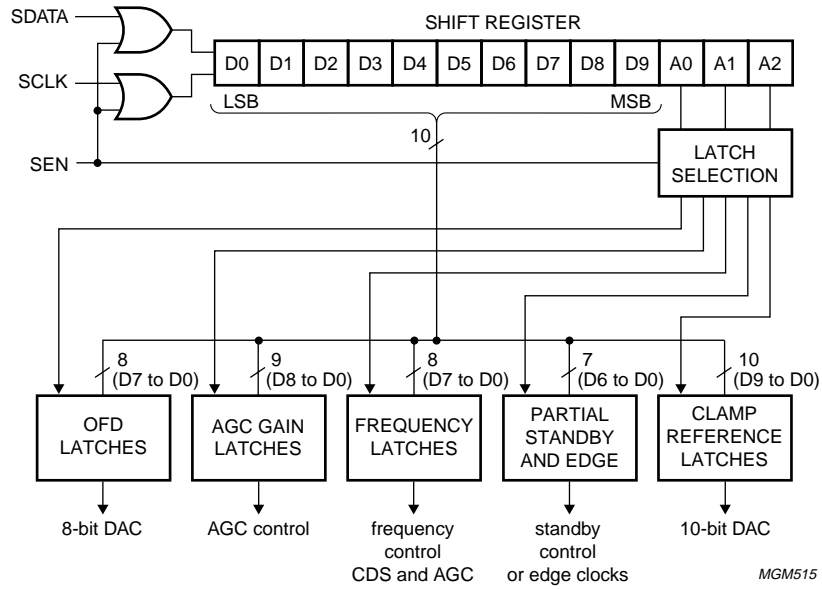 SDATA
SHIFT REGISTER
D0 D1 D2 D3 D4 D5 D6 D7 D8 D9 A0 A1 A2
SCLK
LSB MSB
10
SEN
LATCH
SELECTION
8
(D7 to D0)
9
(D8 to D0)
8
(D7 to D0)
7
(D6 to D0)
10
(D9 to D0)
OFD
LATCHES
AGC GAIN
LATCHES
FREQUENCY
LATCHES
PARTIAL
STANDBY
AND EDGE
CLAMP
REFERENCE
LATCHES
8-bit DAC
AGC control
frequency
control
CDS and AGC
standby
control
or edge clocks
10-bit DAC
MGM515